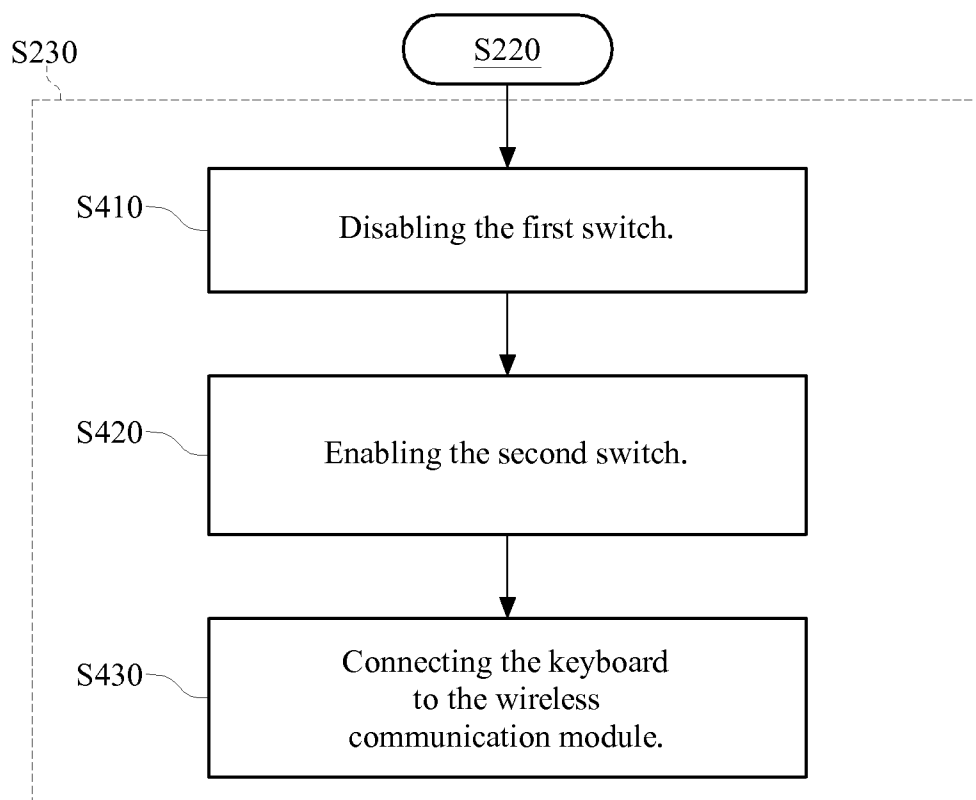 S230
S220
S410
Disabling the first switch.
S420
Enabling the second switch.
S430
Connecting the keyboard
to the wireless
communication module.